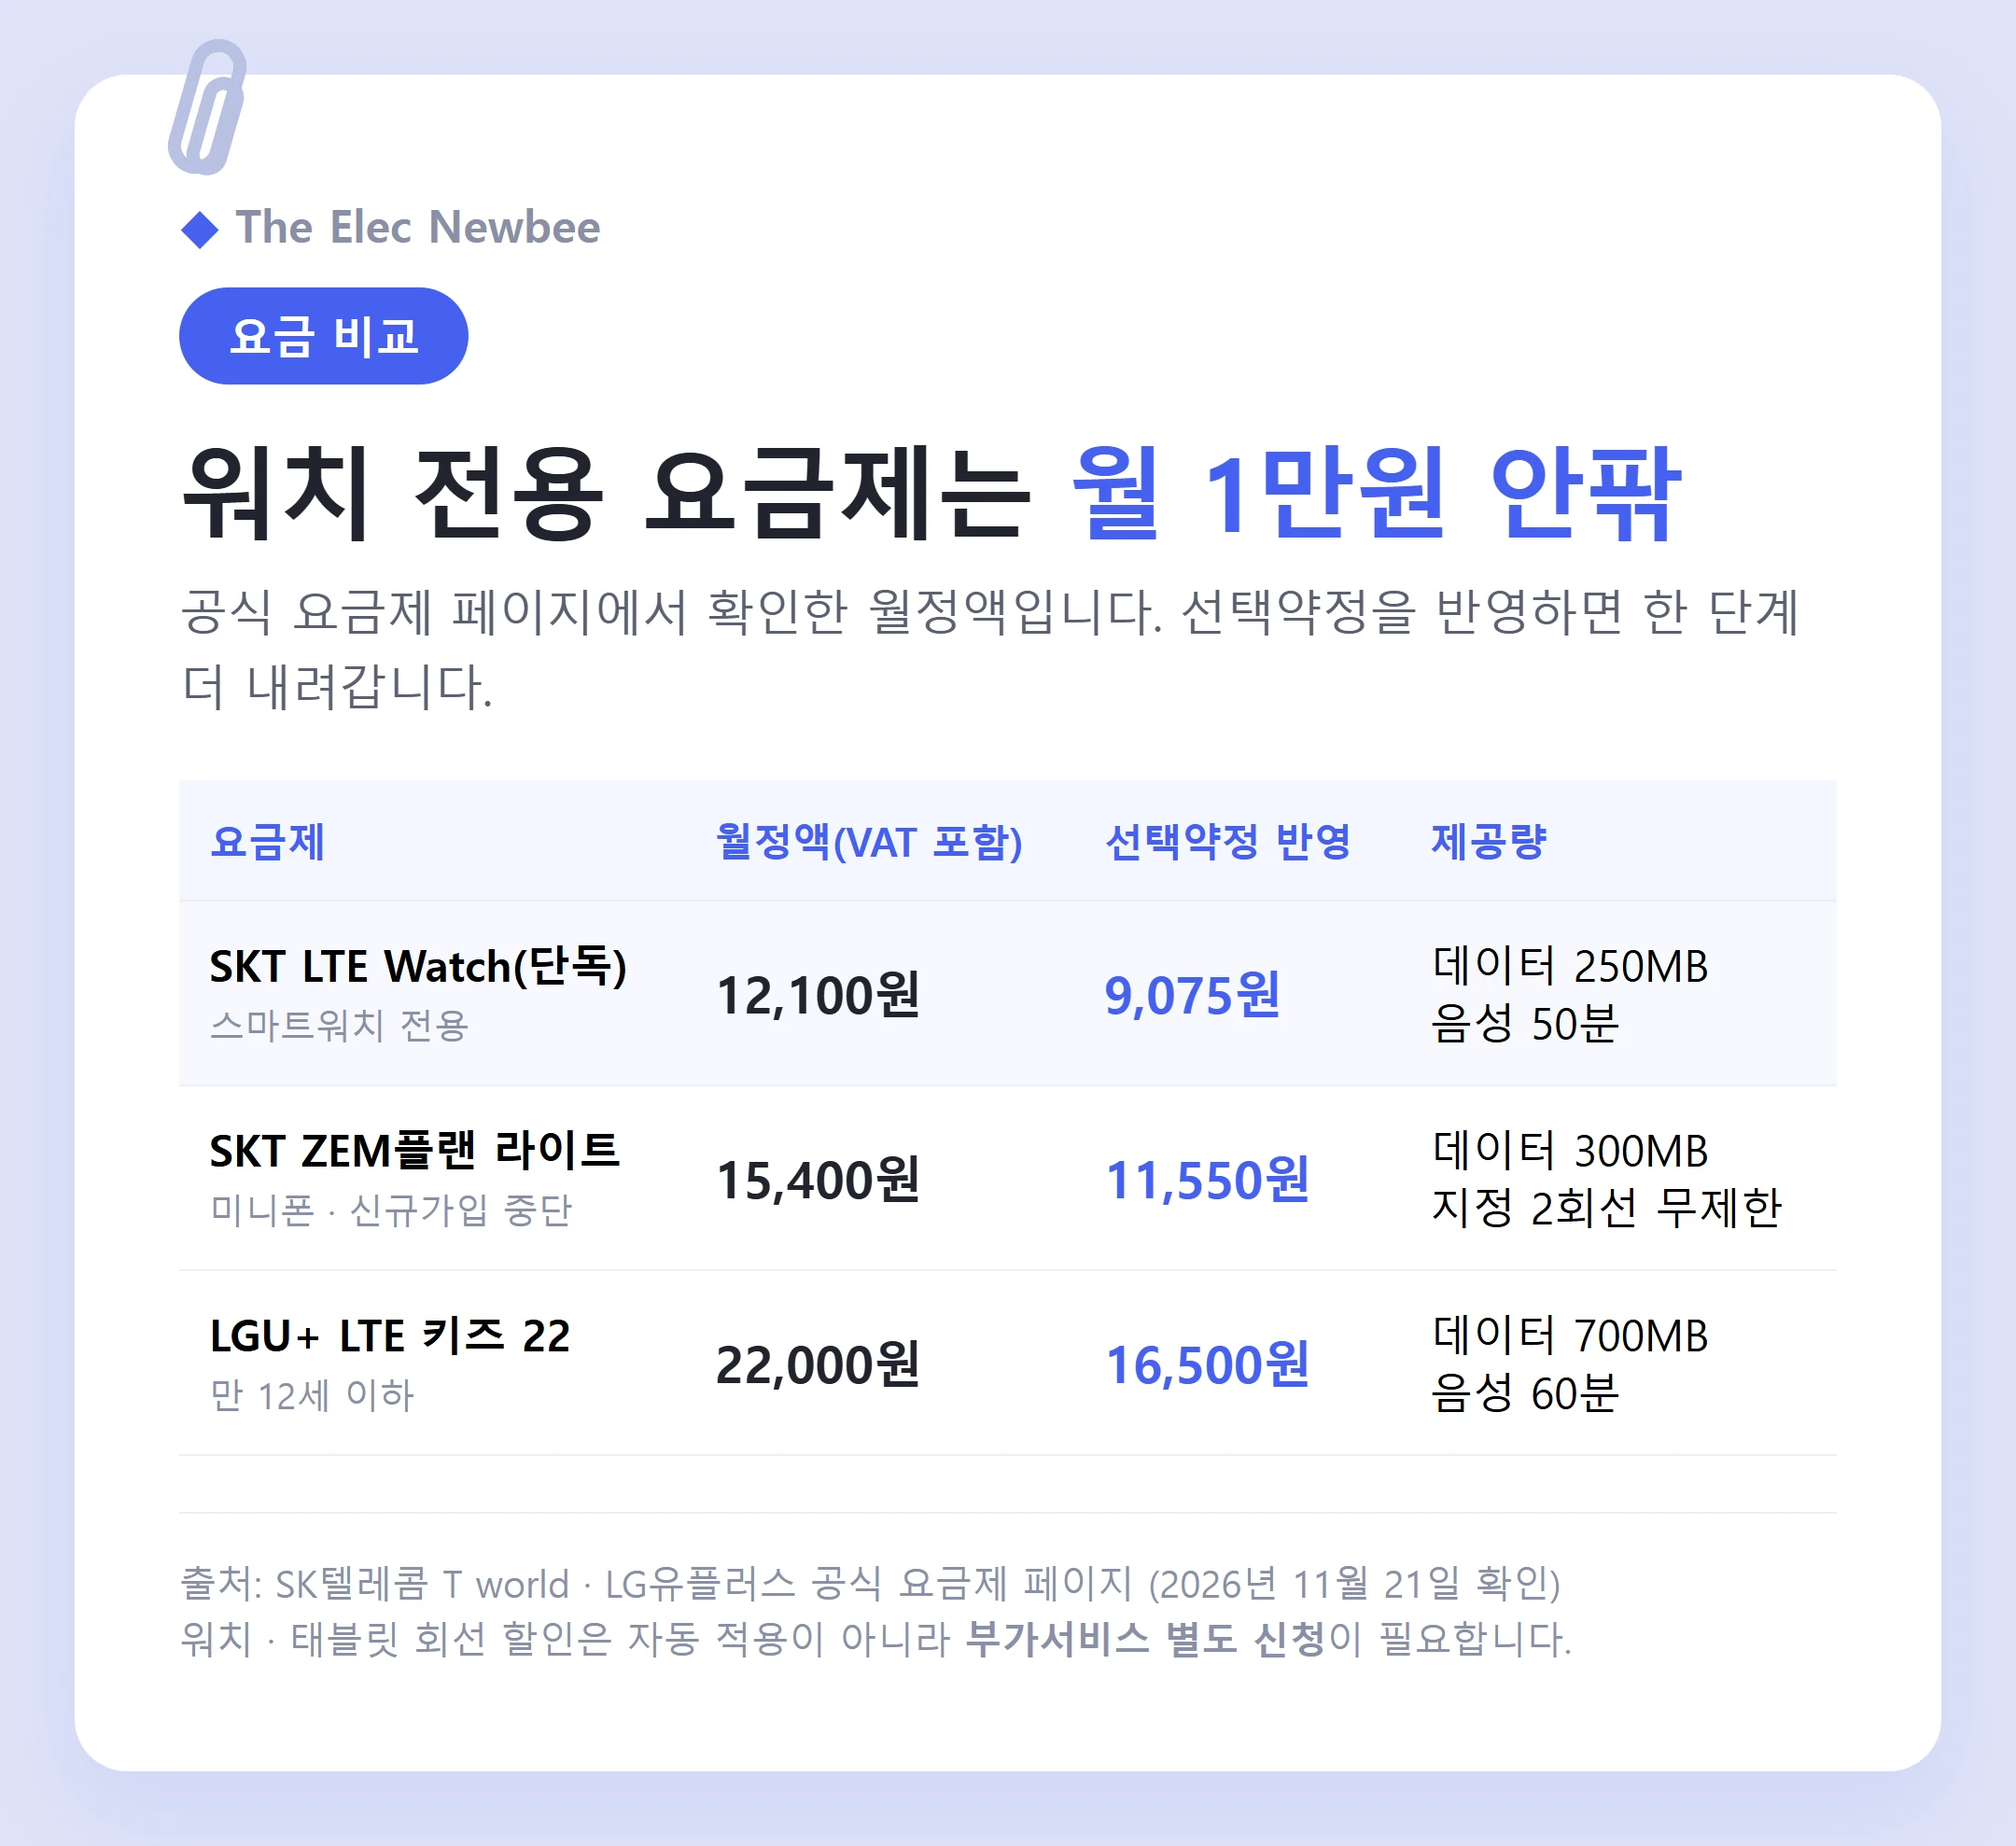 The Elec Newbee
요금 비교
워치 전용 요금제는 월 1만원 안팎
공식 요금제 페이지에서 확인한 월정액입니다. 선택약정을 반영하면 한 단계
더 내려갑니다.
요금제 월정액(VAT 포함) 선택약정 반영 제공량
SKT LTE Watch(단독)
스마트워치 전용
12,100원
9,075원
데이터 250MB
음성 50분
SKT ZEM플랜 라이트
미니폰 · 신규가입 중단
15,400원
11,550원
데이터 300MB
지정 2회선 무제한
LGU+ LTE 키즈 22
만 12세 이하
22,000원
16,500원
데이터 700MB
음성 60분
출처: SK텔레콤 T world · LG유플러스 공식 요금제 페이지 (2026년 11월 21일 확인)
워치 · 태블릿 회선 할인은 자동 적용이 아니라 부가서비스 별도 신청이 필요합니다.